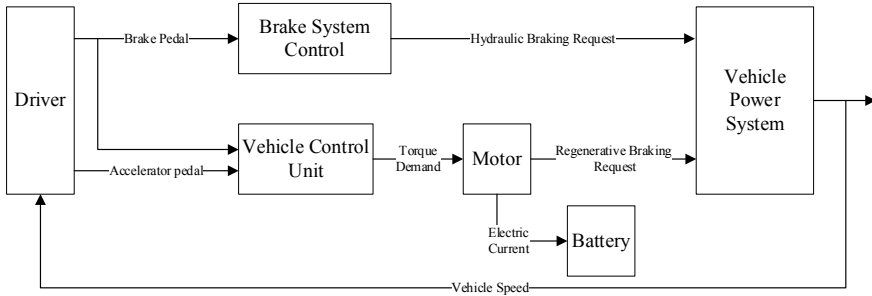 Driver
Brake Pedal
Brake System
Control
Hydraulic Braking Request
Vehicle
Power
System
Vehicle Control
Unit
Accelerator pedal
Torque
Demand
Motor
Regenerative Braking
Request
Electric
Current
Battery
Vehicle Speed